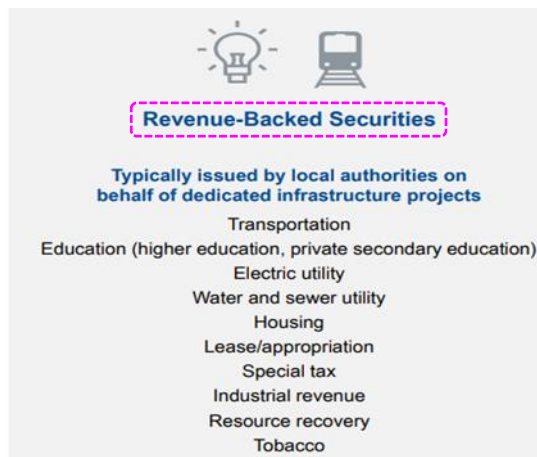 Revenue-Backed Securities
Typically issued by local authorities on
behalf of dedicated infrastructure projects
Transportation
Education (higher education, private secondary education)
Electric utility
Water and sewer utility
Housing
Lease/appropriation
Special tax
Industrial revenue
Resource recovery
Tobacco